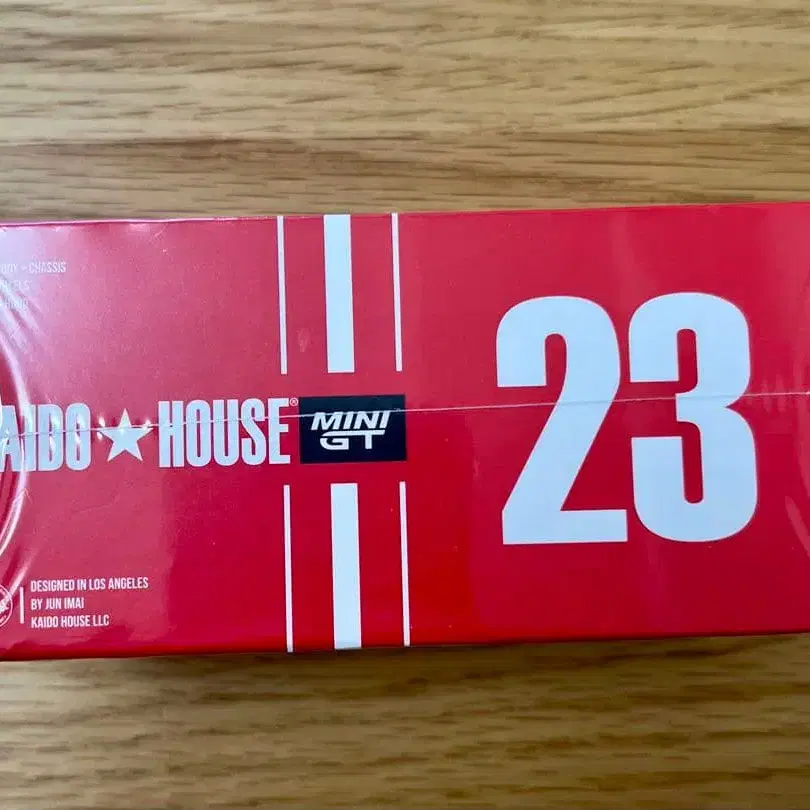 CHASSIS
AIDO ★ HOUSE®
MINI
GT
23
DESIGNED IN LOS ANGELES
BY JUN IMAI
KAIDO HOUSE LLC